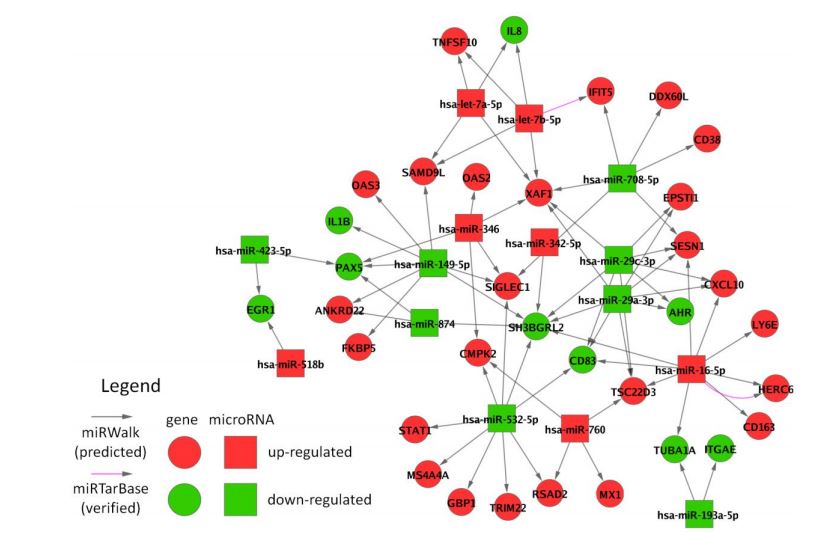 IL8
TNFSF10
IFIT5
DDX60L
hsa-let-7a-5p
hsa-let-7b-5p
CD38
SAMD9L
OAS2
OAS3
hsa-miR-708-5p
XAF1
EPSTI1
IL1B
hsa-miR-346
hsa-miR-342-5p
SESN1
hsa-miR-423-5p
PAX5
hsa-miR-149-5p
hsa-miR-29c-3p
SIGLEC1
CXCL10
hsa-miR-29a-3p
EGR1
ANKRD22
AHR
hsa-miR-874
SH3BGRL2
LY6E
FKBP5
CMPK2
CD83
hsa-miR-518b
hsa-miR-16-5p
TSC22D3
HERC6
STAT1
hsa-miR-532-5p
hsa-miR-760
CD163
TUBA1A
ITGAE
MS4A4A
GBP1
TRIM22
RSAD2
MX1
hsa-miR-193a-5p
Legend
gene microRNA
miRWalk
(predicted)
up-regulated
miRTarBase
(verified)
down-regulated